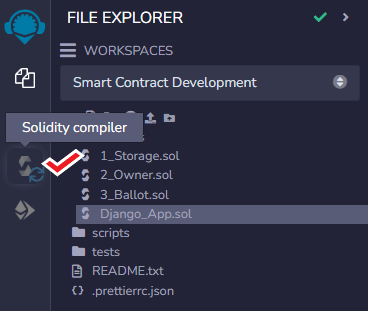 FILE EXPLORER
WORKSPACES
Smart Contract Development
Solidity compiler
1_Storage.sol
2_Owner.sol
3_Ballot.sol
Django_App.sol
scripts
tests
README.txt
.prettierrc.json